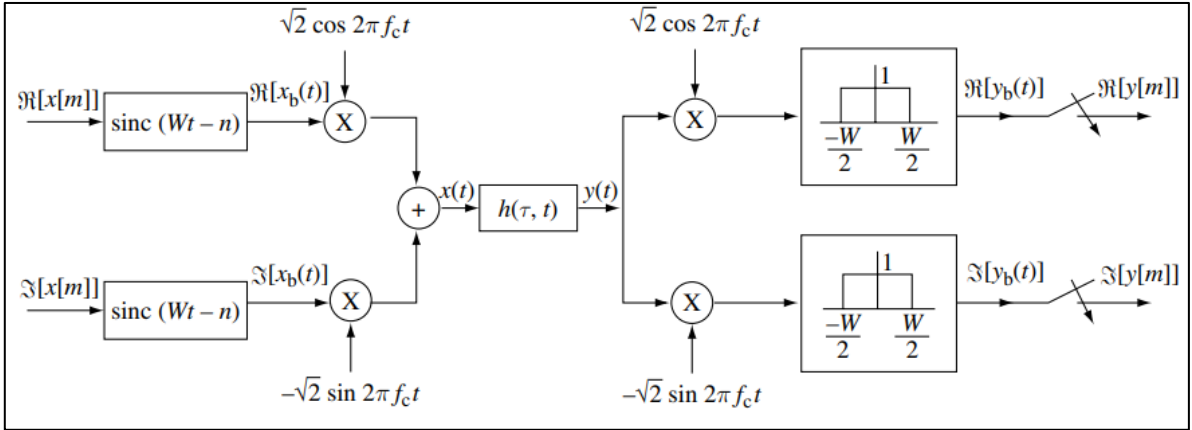 √2 cos 2πf_c t
√2 cos 2πf_c t
ℜ[x[m]]
sinc (Wt – n)
ℜ[x_b(t)]
X
X
1
–W/2
W/2
ℜ[y_b(t)]
ℜ[y[m]]
+
x(t)
h(τ, t)
y(t)
ℑ[x[m]]
sinc (Wt – n)
ℑ[x_b(t)]
X
X
1
–W/2
W/2
ℑ[y_b(t)]
ℑ[y[m]]
–√2 sin 2πf_c t
–√2 sin 2πf_c t